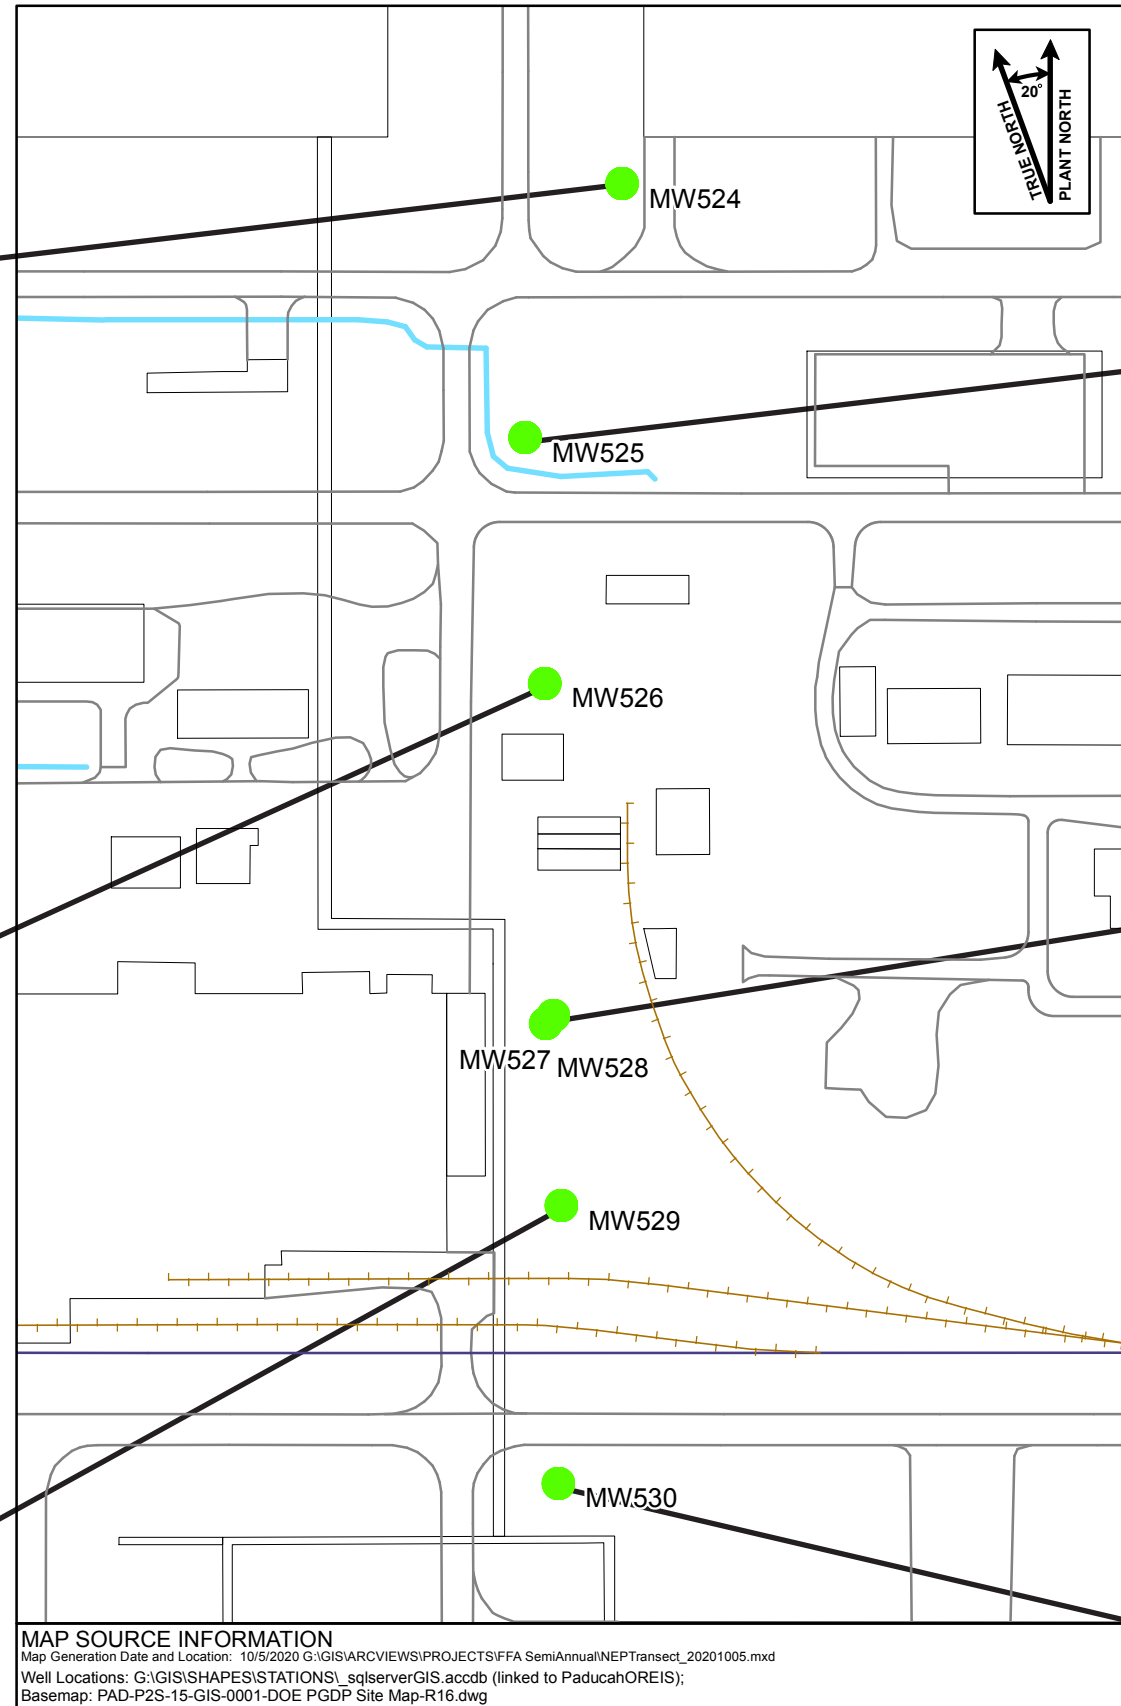 20°
TRUE NORTH
PLANT NORTH
MW524
MW525
MW526
MW527
MW528
MW529
MW530
MAP SOURCE INFORMATION
Map Generation Date and Location: 10/5/2020 G:\GIS\ARCVIEWS\PROJECTS\FFA SemiAnnual\NEPTransect_20201005.mxd
Well Locations: G:\GIS\SHAPES\STATIONS\_sqlserverGIS.accdb (linked to PaducahOREIS);
Basemap: PAD-P2S-15-GIS-0001-DOE PGDP Site Map-R16.dwg